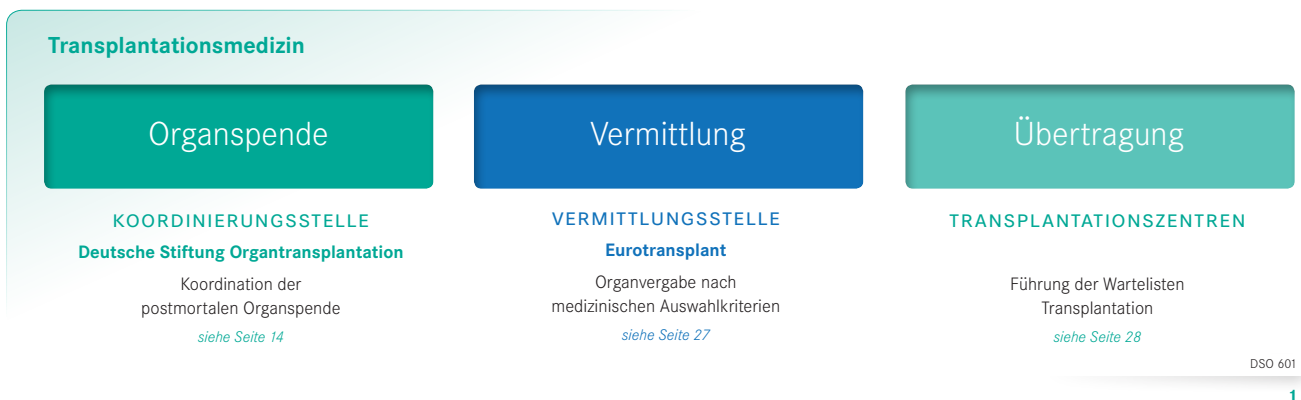 Transplantationsmedizin
Organspende
KOORDINIERUNGSSTELLE
Deutsche Stiftung Organtransplantation
Koordination der
postmortalen Organspende
siehe Seite 14
Vermittlung
VERMITTLUNGSSTELLE
Eurotransplant
Organvergabe nach
medizinischen Auswahlkriterien
siehe Seite 27
Übertragung
TRANSPLANTATIONSZENTREN
Führung der Wartelisten
Transplantation
siehe Seite 28
DSO 601
1